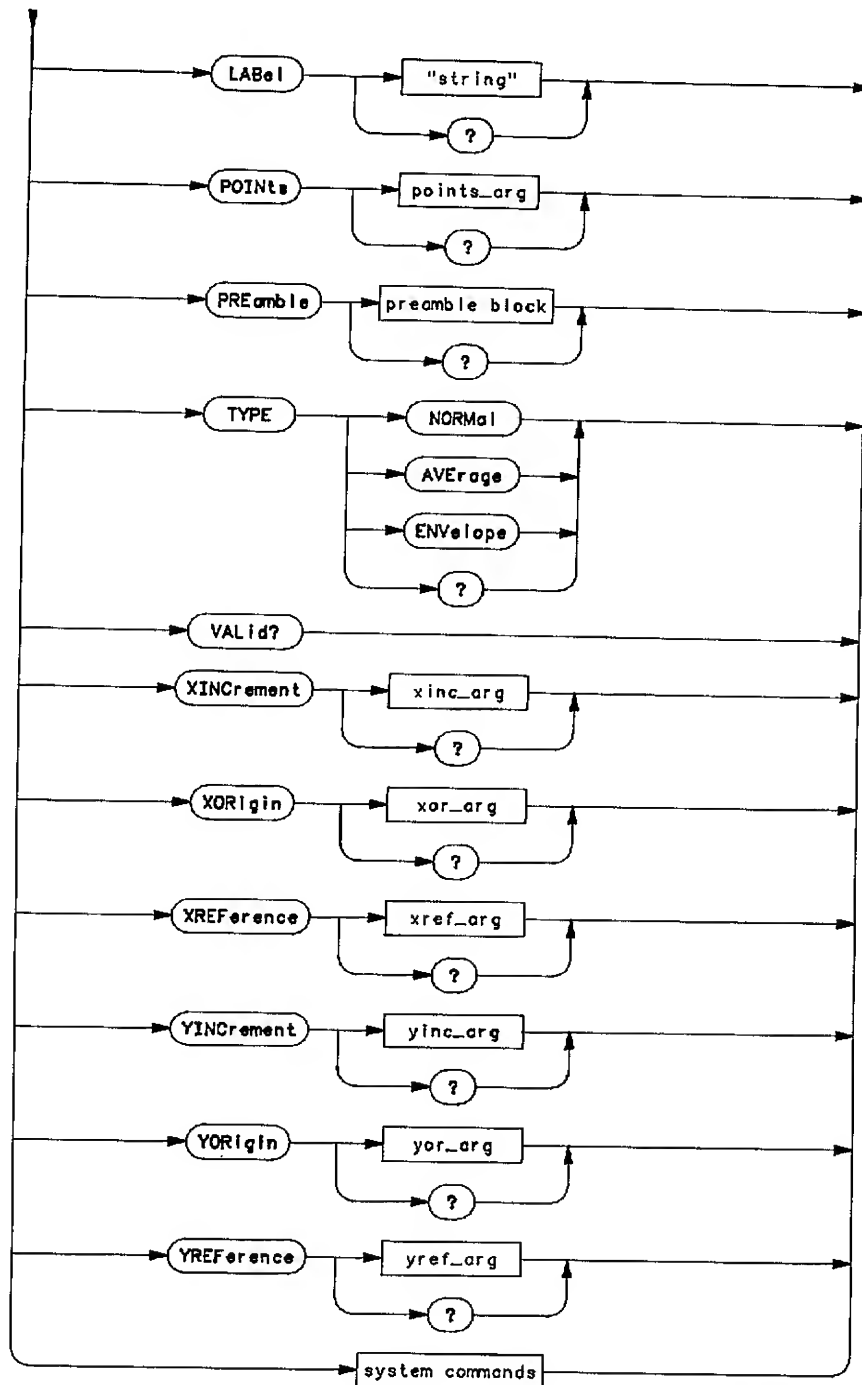 LABel "string"
?
POINts points_arg
?
PREamble preamble block
?
TYPE NORMal
AVErage
ENVelope
?
VALid?
XINCrement xinc_arg
?
XORigin xor_arg
?
XREFerence xref_arg
?
YINCrement yinc_arg
?
YORigin yor_arg
?
YREFerence yref_arg
?
system commands